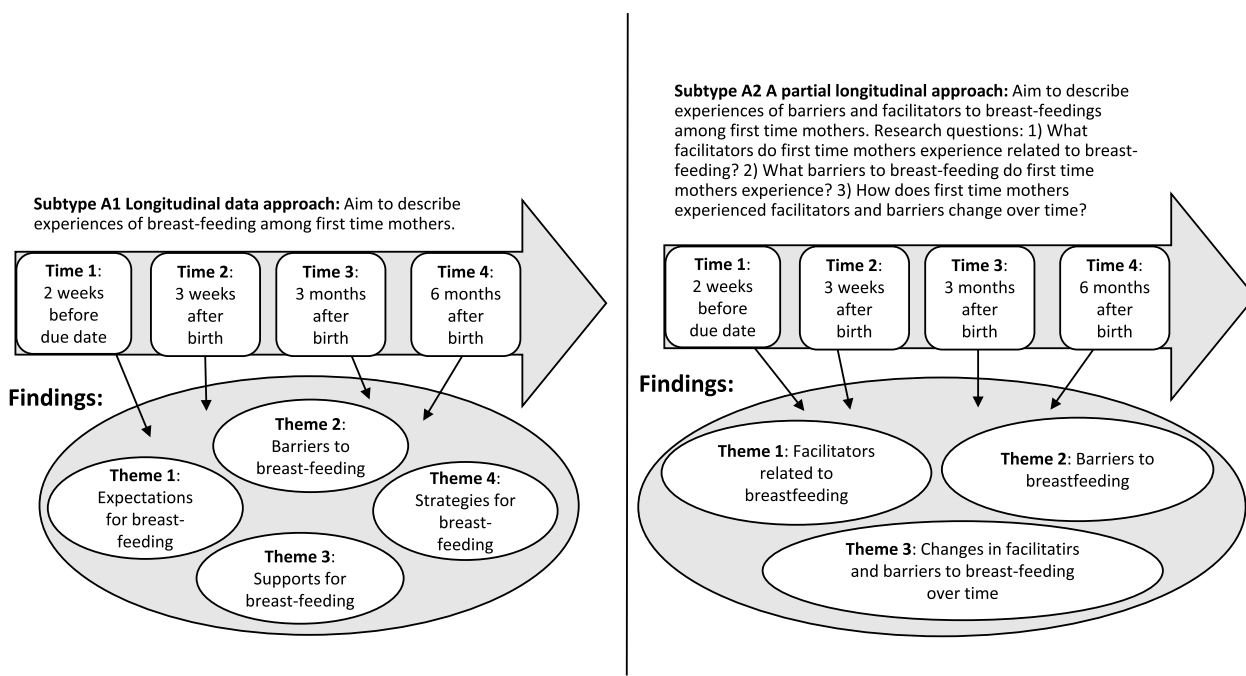 Subtype A1 Longitudinal data approach: Aim to describe
experiences of breast-feeding among first time mothers.
Time 1:
2 weeks
before
due date
Time 2:
3 weeks
after
birth
Time 3:
3 months
after
birth
Time 4:
6 months
after
birth
Findings:
Theme 1:
Expectations
for breast-
feeding
Theme 2:
Barriers to
breast-feeding
Theme 3:
Supports for
breast-feeding
Theme 4:
Strategies for
breast-
feeding
Subtype A2 A partial longitudinal approach: Aim to describe
experiences of barriers and facilitators to breast-feedings
among first time mothers. Research questions: 1) What
facilitators do first time mothers experience related to breast-
feeding? 2) What barriers to breast-feeding do first time
mothers experience? 3) How does first time mothers
experienced facilitators and barriers change over time?
Time 1:
2 weeks
before
due date
Time 2:
3 weeks
after
birth
Time 3:
3 months
after
birth
Time 4:
6 months
after
birth
Findings:
Theme 1: Facilitators
related to
breastfeeding
Theme 2: Barriers to
breastfeeding
Theme 3: Changes in facilitatirs
and barriers to breast-feeding
over time